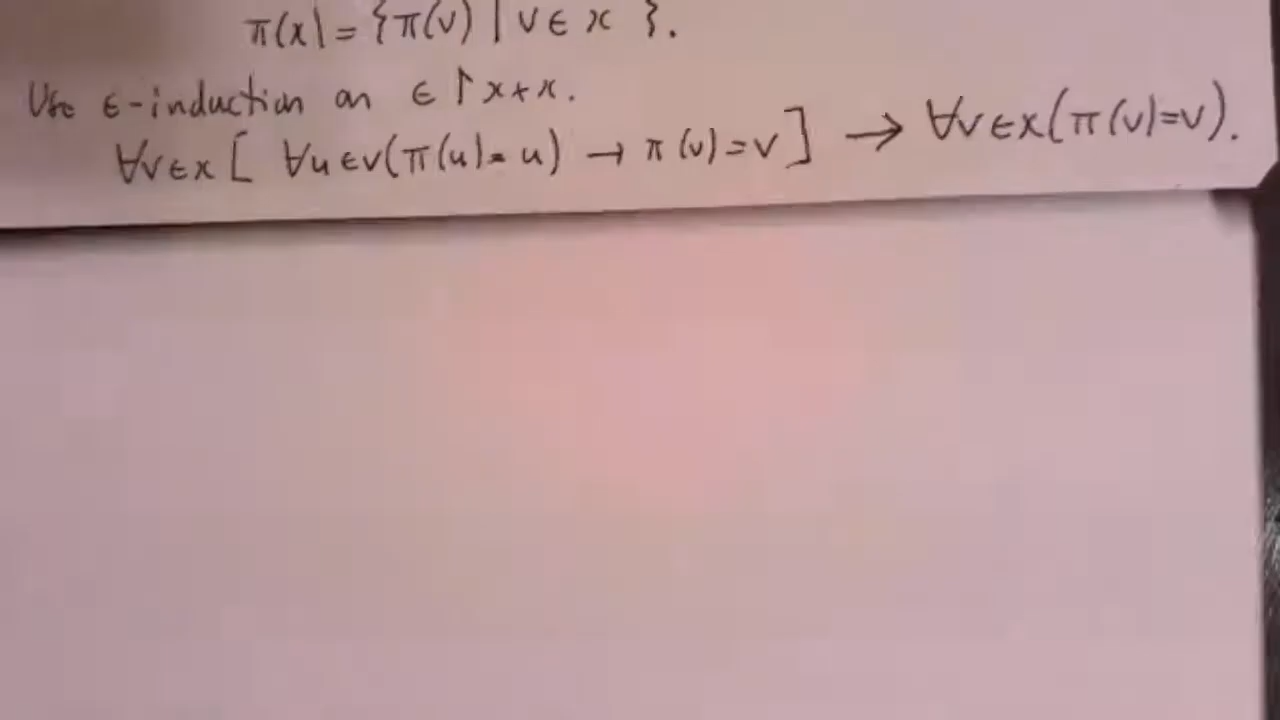 π(x) = {π(v) | v ∈ x }.
Use ∈-induction on ∈ ↾ x×x.
∀v∈x [ ∀u∈v(π(u)=u) → π(v)=v ] → ∀v∈x(π(v)=v).